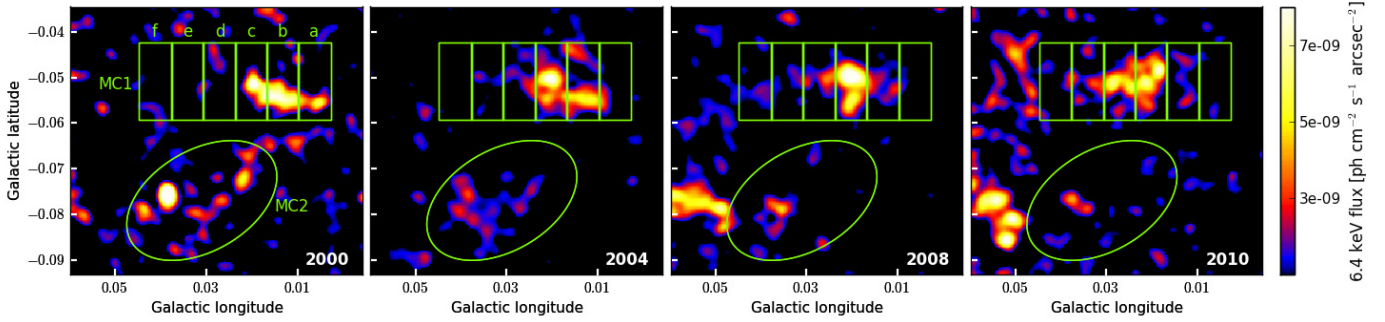 f e d c b a
MC1
MC2
2000
2004
2008
2010
−0.04
−0.05
−0.06
−0.07
−0.08
−0.09
Galactic latitude
0.05 0.03 0.01
0.05 0.03 0.01
0.05 0.03 0.01
0.05 0.03 0.01
Galactic longitude
Galactic longitude
Galactic longitude
Galactic longitude
7e-09
5e-09
3e-09
6.4 keV flux [ph cm⁻² s⁻¹ arcsec⁻²]